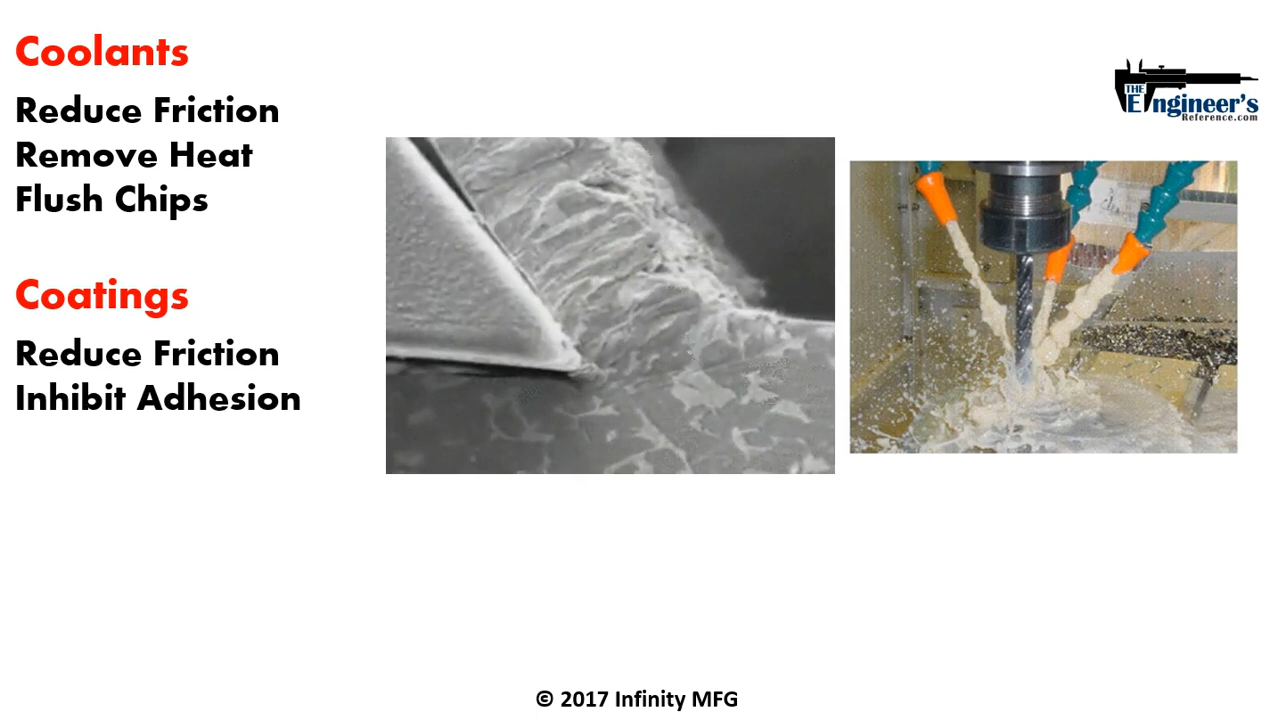 Coolants
Reduce Friction
Remove Heat
Flush Chips
Coatings
Reduce Friction
Inhibit Adhesion
THE
Engineer's
Reference.com
© 2017 Infinity MFG